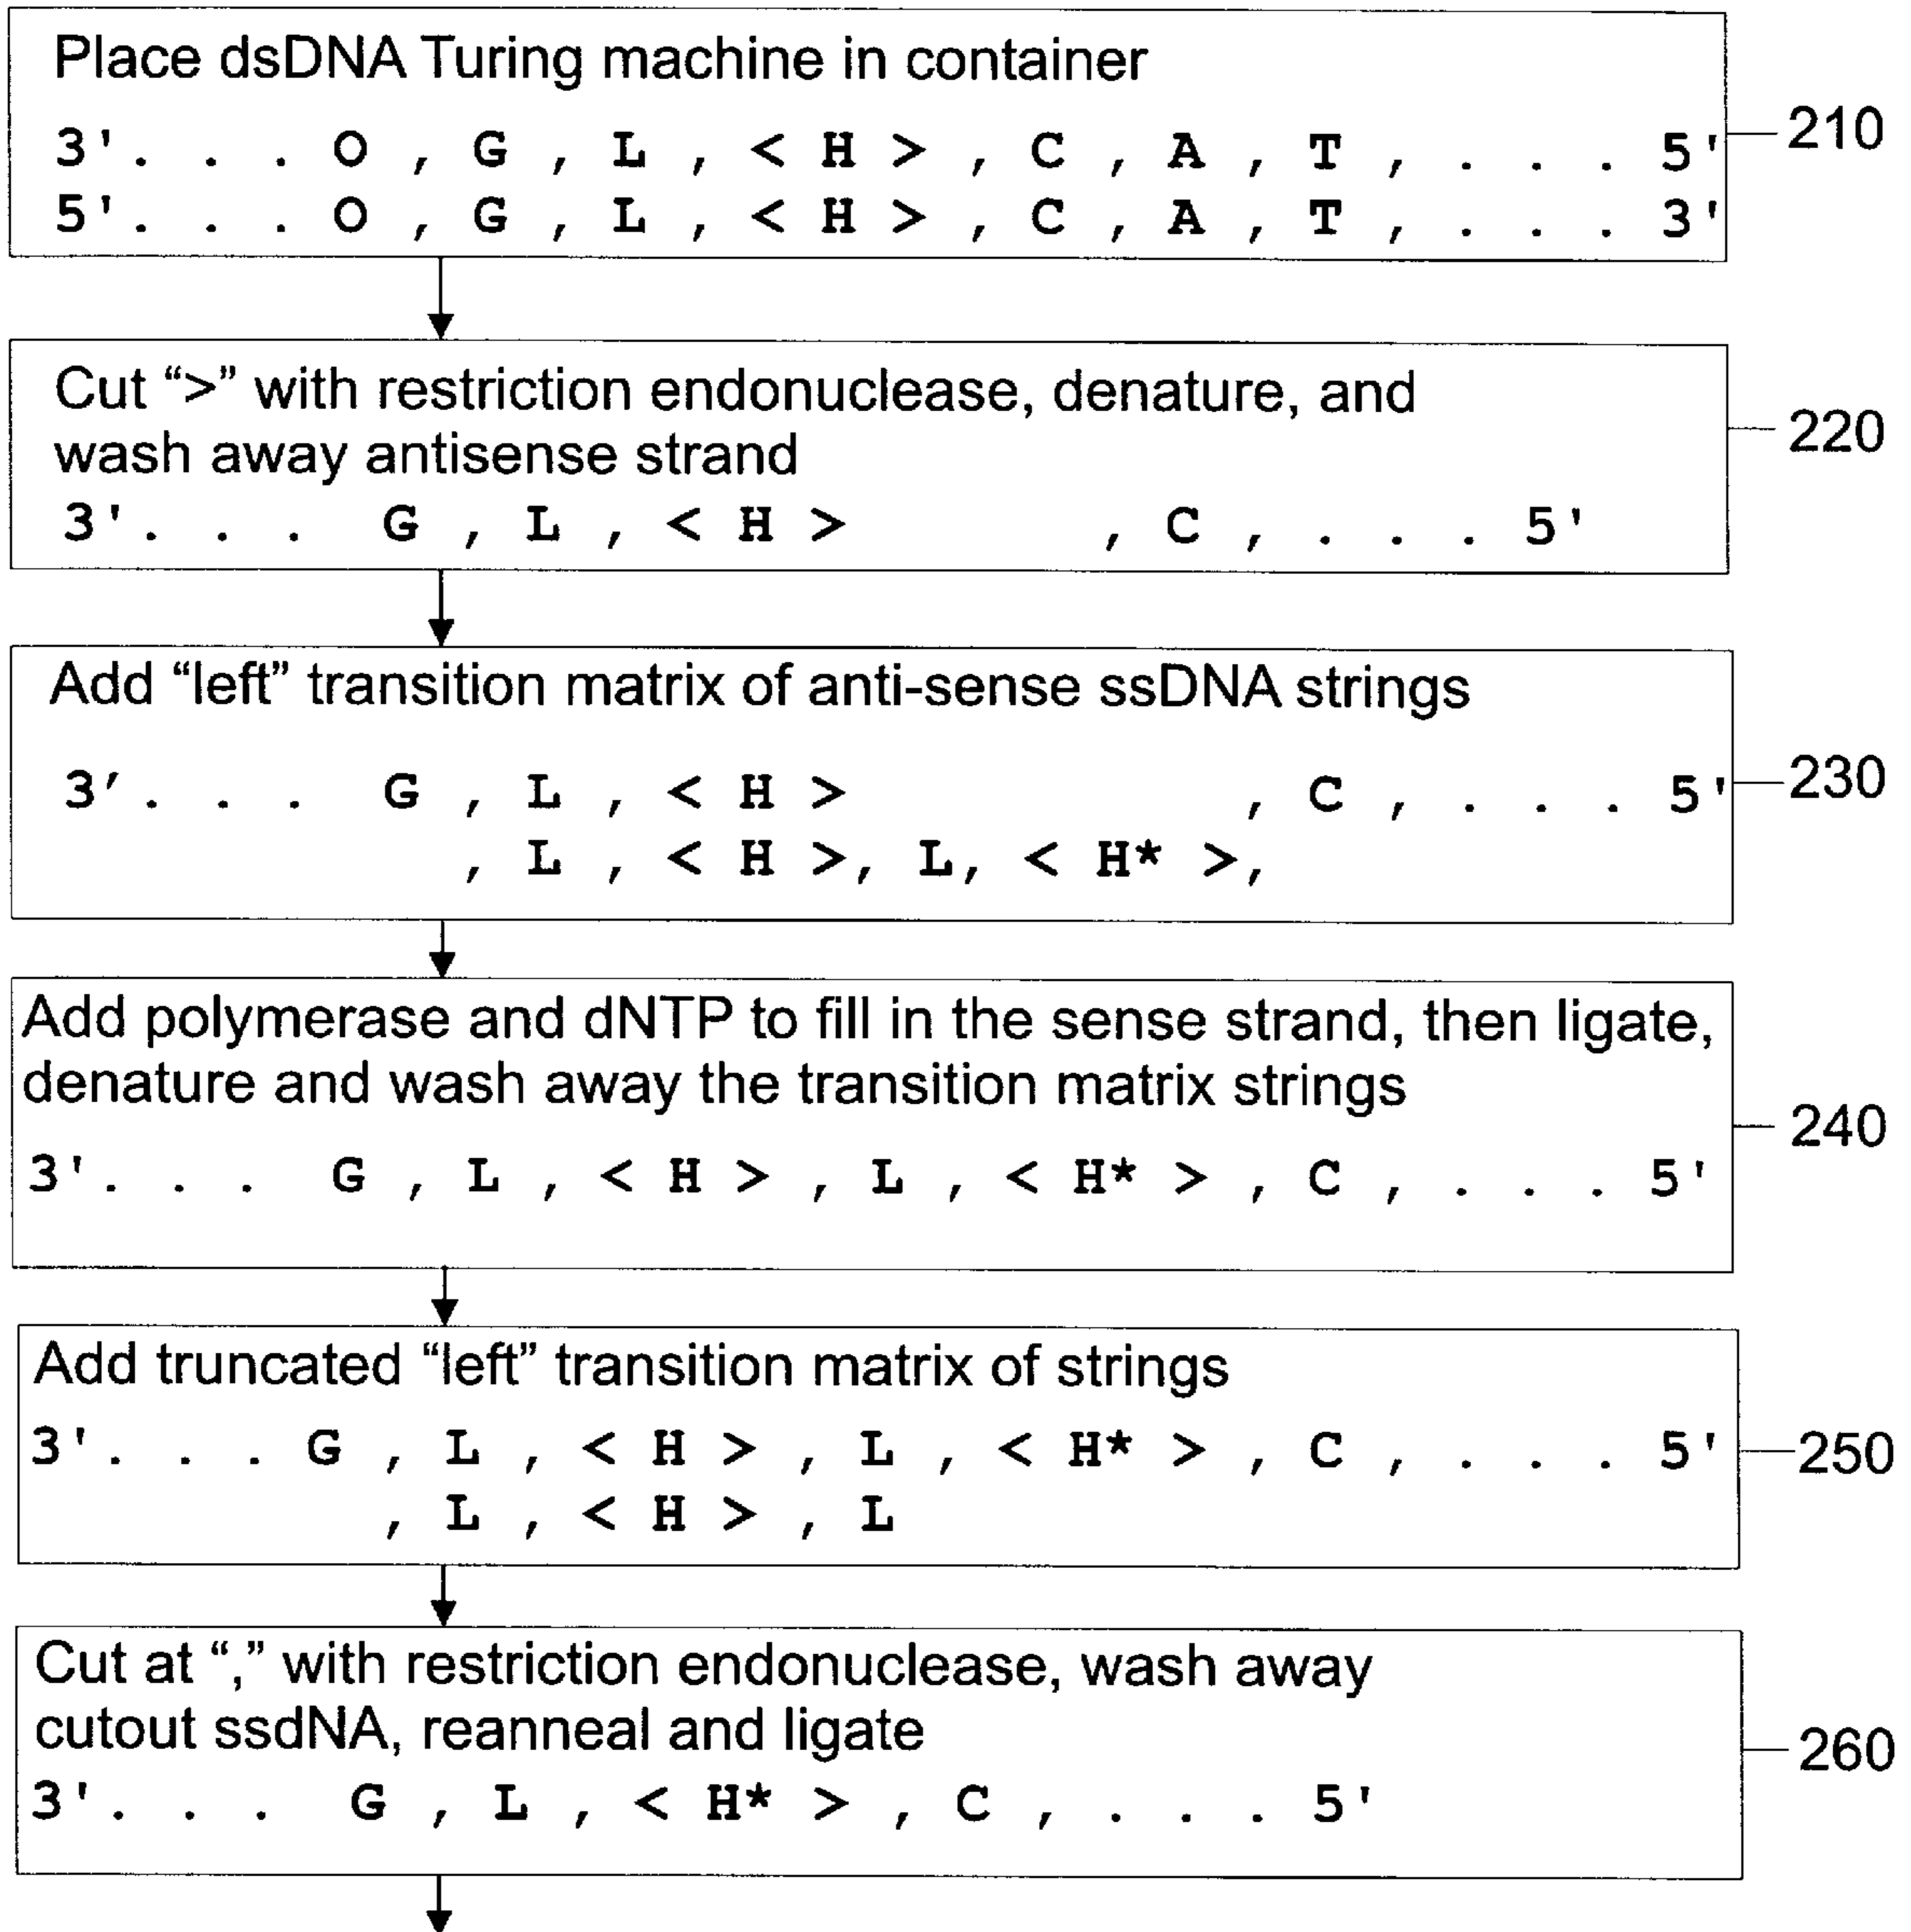 Place dsDNA Turing machine in container
3'. . . O , G , L , < H > , C , A , T , . . . 5'
5'. . . O , G , L , < H > , C , A , T , . . . 3'
210
Cut “>” with restriction endonuclease, denature, and
wash away antisense strand
3'. . . G , L , < H > , C , . . . 5'
220
Add “left” transition matrix of anti-sense ssDNA strings
3′. . . G , L , < H > , C , . . . 5'
, L , < H >, L, < H* >,
230
Add polymerase and dNTP to fill in the sense strand, then ligate,
denature and wash away the transition matrix strings
3'. . . G , L , < H > , L , < H* > , C , . . . 5'
240
Add truncated “left” transition matrix of strings
3'. . . G , L , < H > , L , < H* > , C , . . . 5'
, L , < H > , L
250
Cut at “,” with restriction endonuclease, wash away
cutout ssdNA, reanneal and ligate
3'. . . G , L , < H* > , C , . . . 5'
260